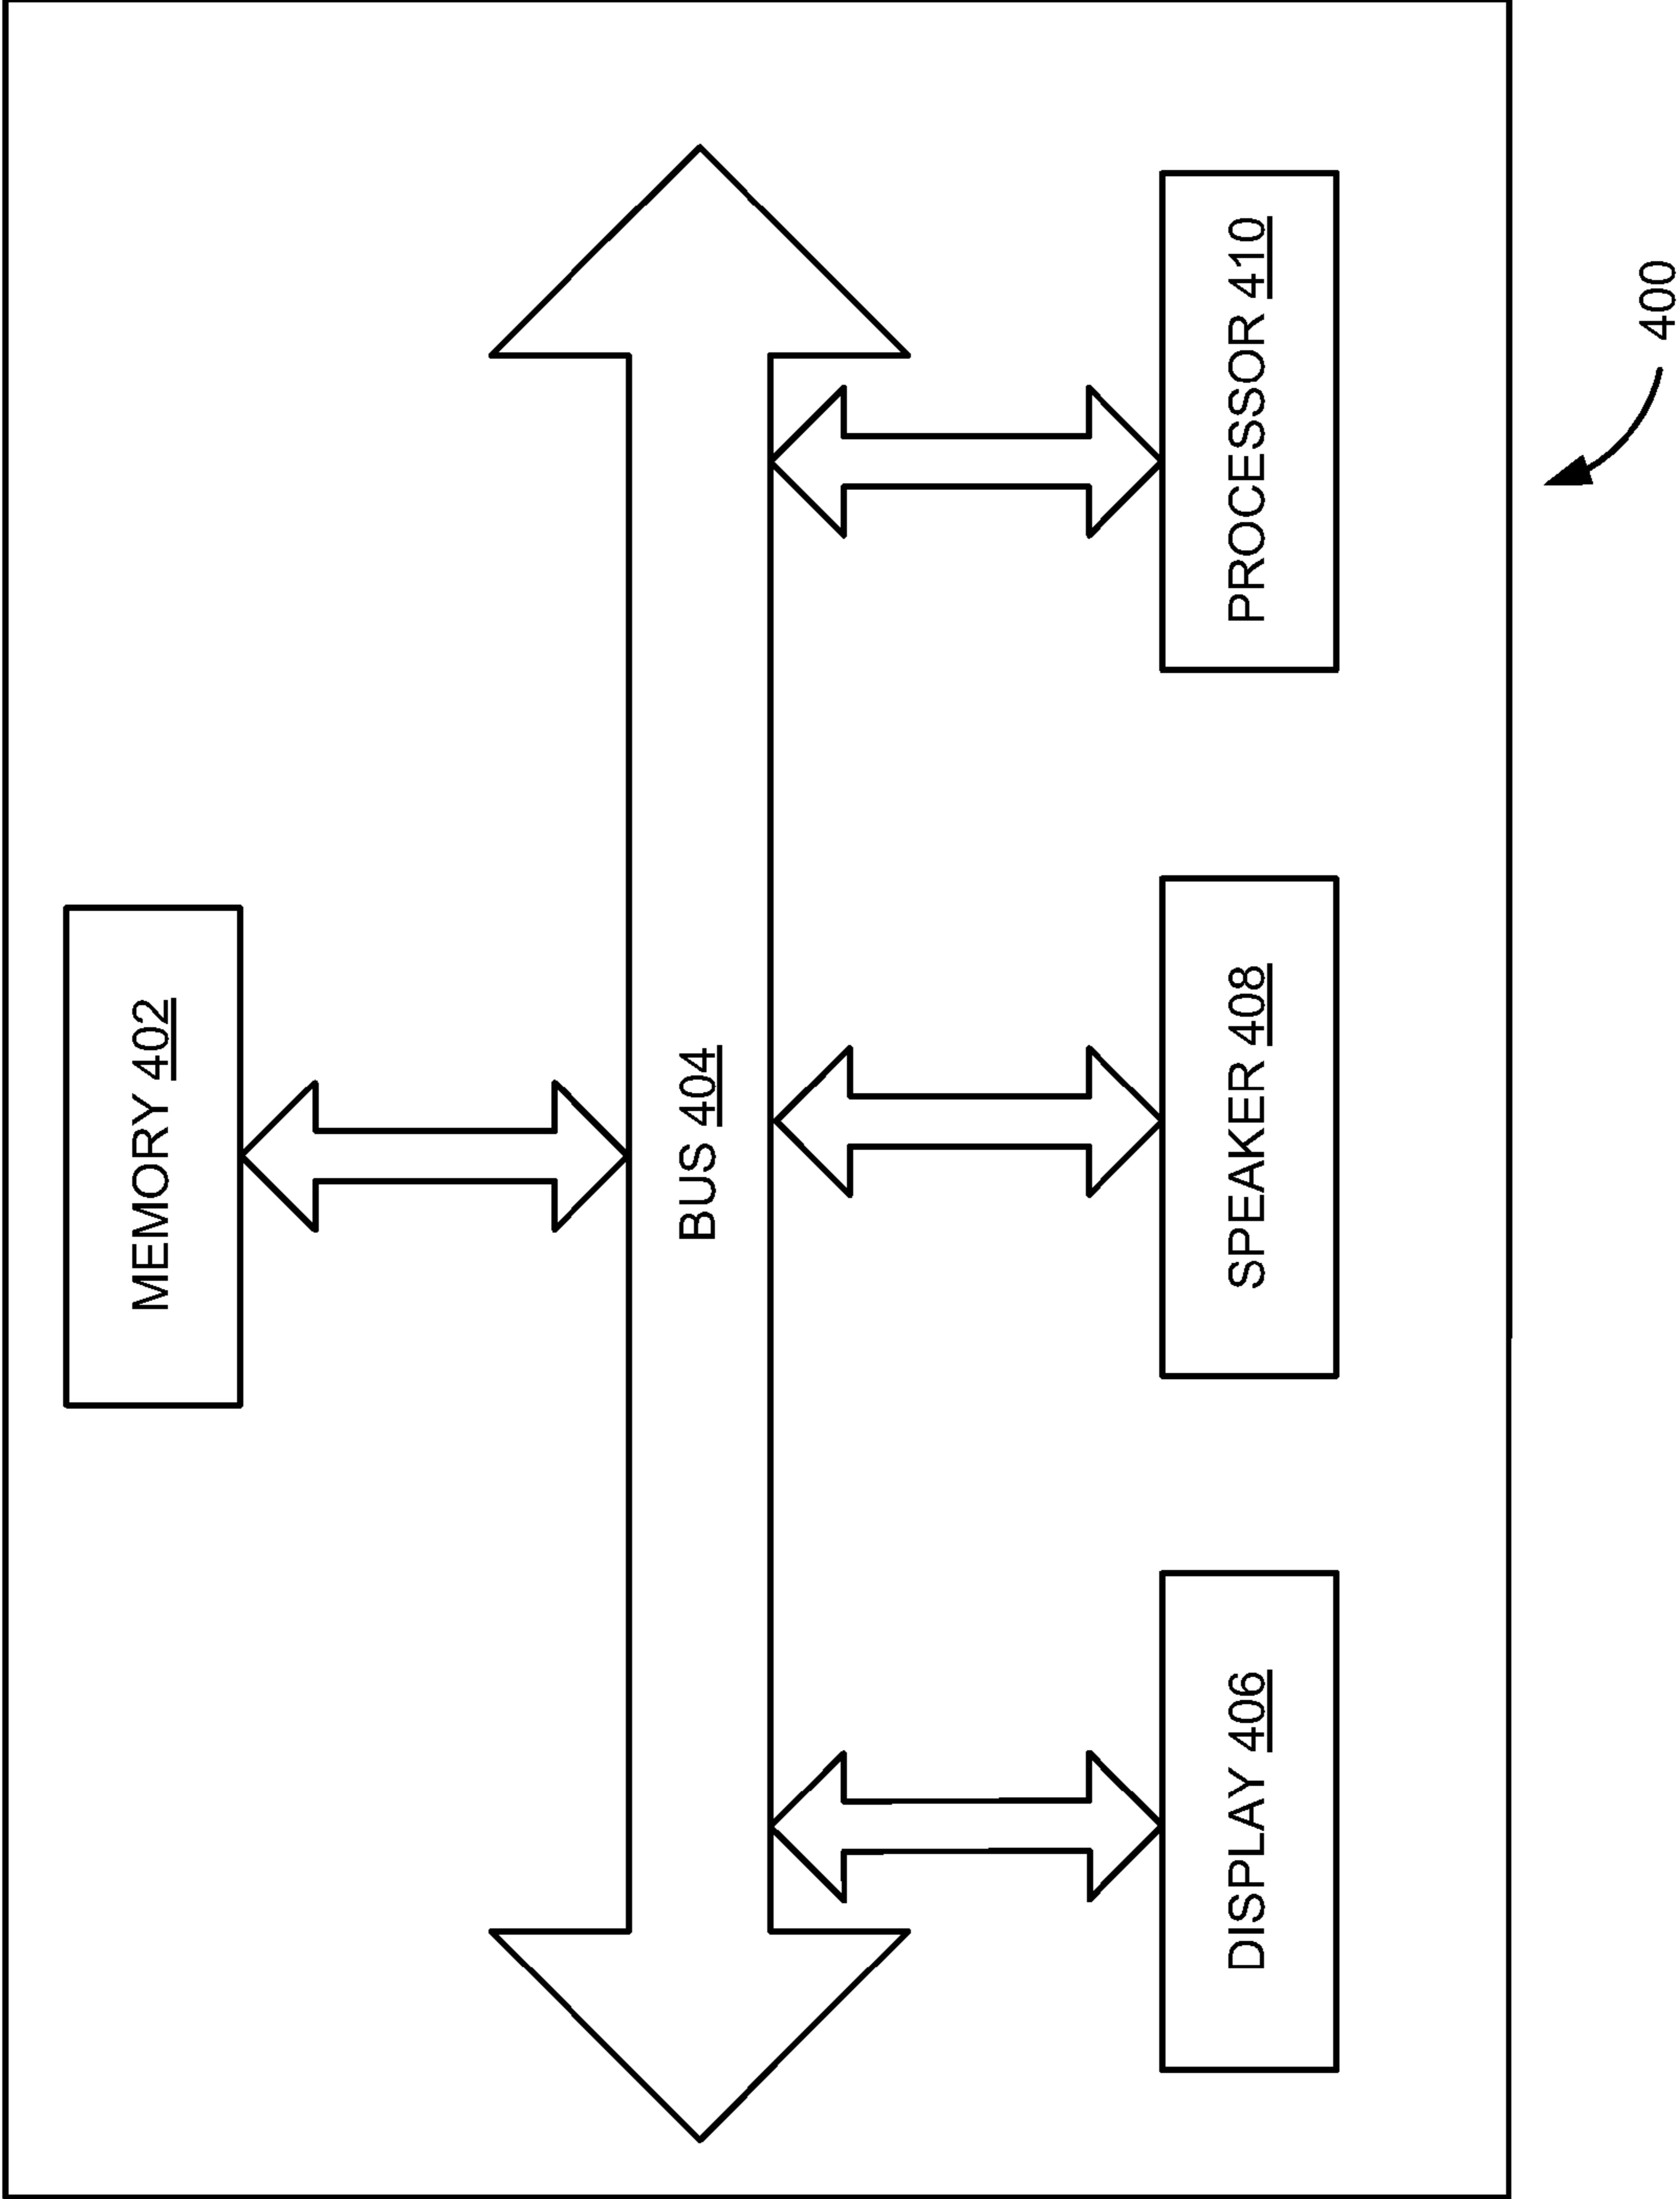 MEMORY 402
BUS 404
DISPLAY 406
SPEAKER 408
PROCESSOR 410
400